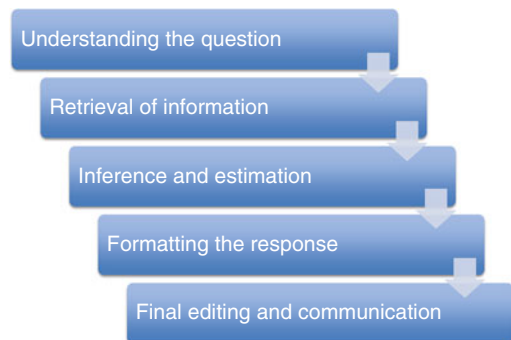 Understanding the question
Retrieval of information
Inference and estimation
Formatting the response
Final editing and communication